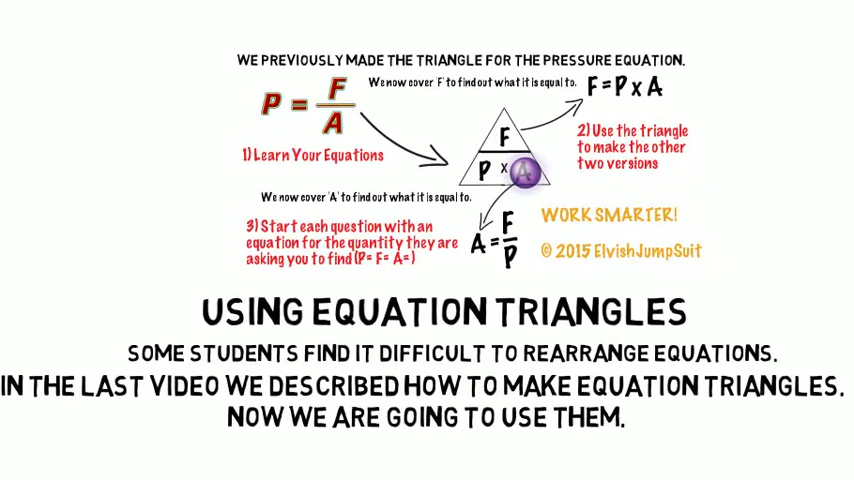 WE PREVIOUSLY MADE THE TRIANGLE FOR THE PRESSURE EQUATION.
We now cover 'F' to find out what it is equal to.
F = P x A
P = F
A
1) Learn Your Equations
F
P x A
2) Use the triangle
to make the other
two versions
We now cover 'A' to find out what it is equal to.
3) Start each question with an
equation for the quantity they are
asking you to find (P= F= A=)
A = F
P
WORK SMARTER!
© 2015 ElvishJumpSuit
USING EQUATION TRIANGLES
SOME STUDENTS FIND IT DIFFICULT TO REARRANGE EQUATIONS.
IN THE LAST VIDEO WE DESCRIBED HOW TO MAKE EQUATION TRIANGLES.
NOW WE ARE GOING TO USE THEM.